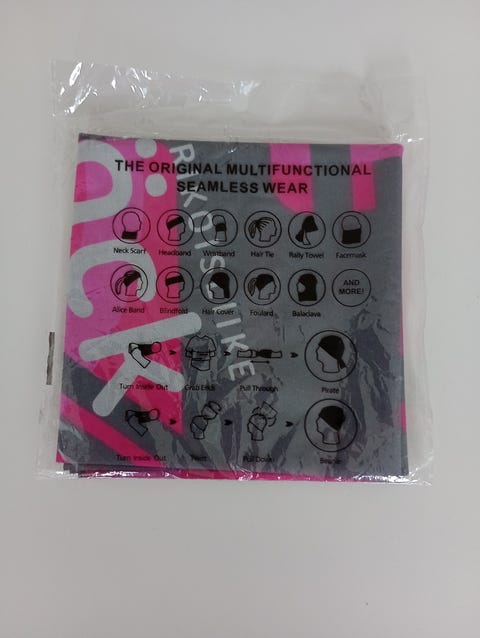 THE ORIGINAL MULTIFUNCTIONAL
SEAMLESS WEAR
Neck Scarf Headband Wristband Hair Tie Rally Towel Facemask
Alice Band Blindfold Hair Cover Foulard Balaclava AND MORE!
Turn Inside Out Grab Ends Pull Through Pirate
Turn Inside Out Twist Pull Down Beanie
äck